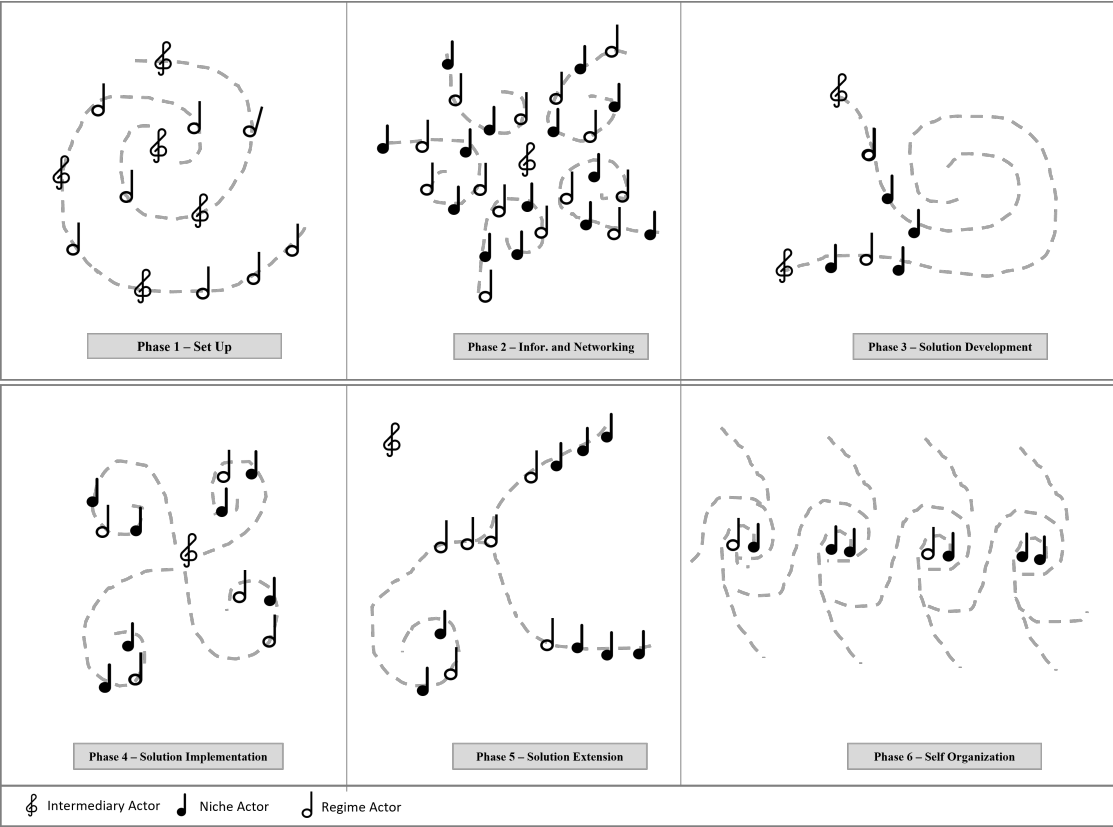 Phase 1 – Set Up
Phase 2 – Infor. and Networking
Phase 3 – Solution Development
Phase 4 – Solution Implementation
Phase 5 – Solution Extension
Phase 6 – Self Organization
Intermediary Actor Niche Actor Regime Actor